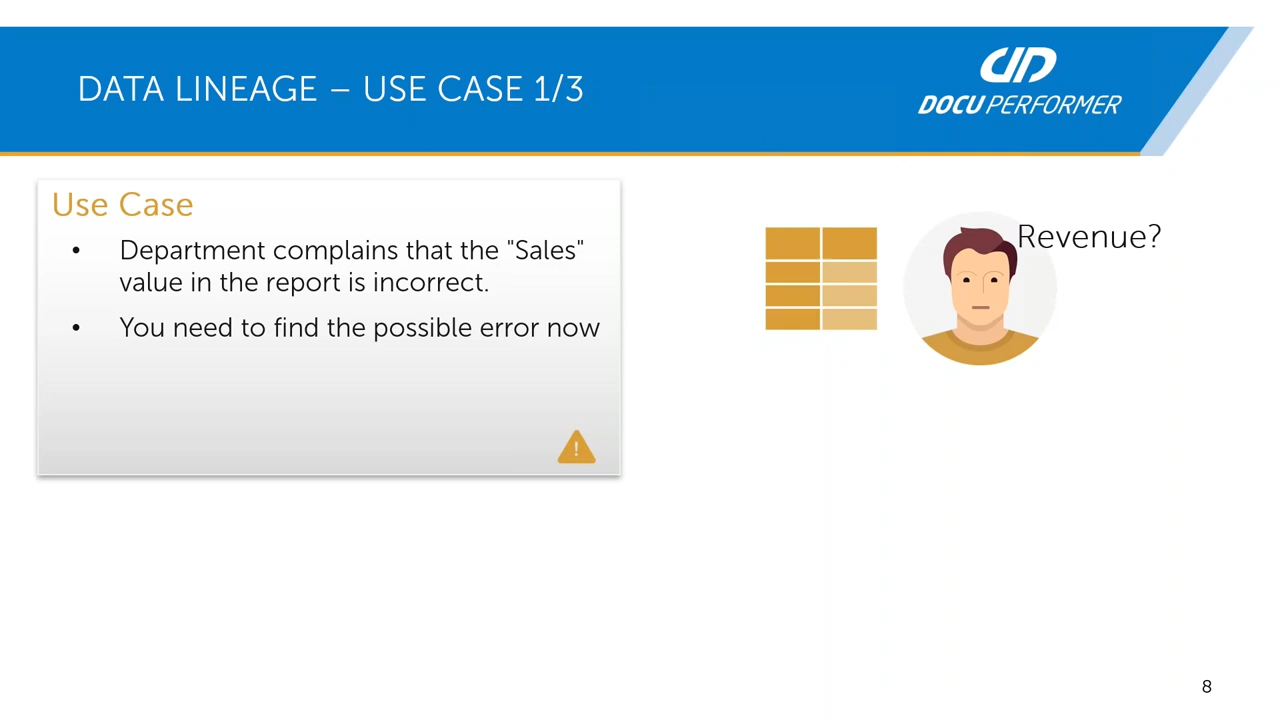 DATA LINEAGE – USE CASE 1/3
DOCU PERFORMER
Use Case
• Department complains that the "Sales"
value in the report is incorrect.
• You need to find the possible error now
!
Revenue?
8